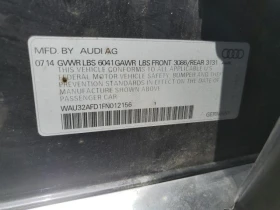 MFD BY AUDI AG
07/14 GVWR LBS 6041 GAWR LBS FRONT 3086/REAR 3131
THIS VEHICLE CONFORMS TO ALL APPLICABLE
FEDERAL MOTOR VEHICLE SAFETY, BUMPER, AND
THEFT PREVENTION STANDARDS IN EFFECT ON
THE DATE OF MANUFACTURE SHOWN ABOVE
PASSENGER CAR
WAU32AFD1FN012156